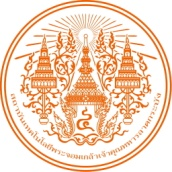 สถาบันเทคโนโลยีพระจอมเกล้าเจ้าคุณทหารลาดกระบัง
๔